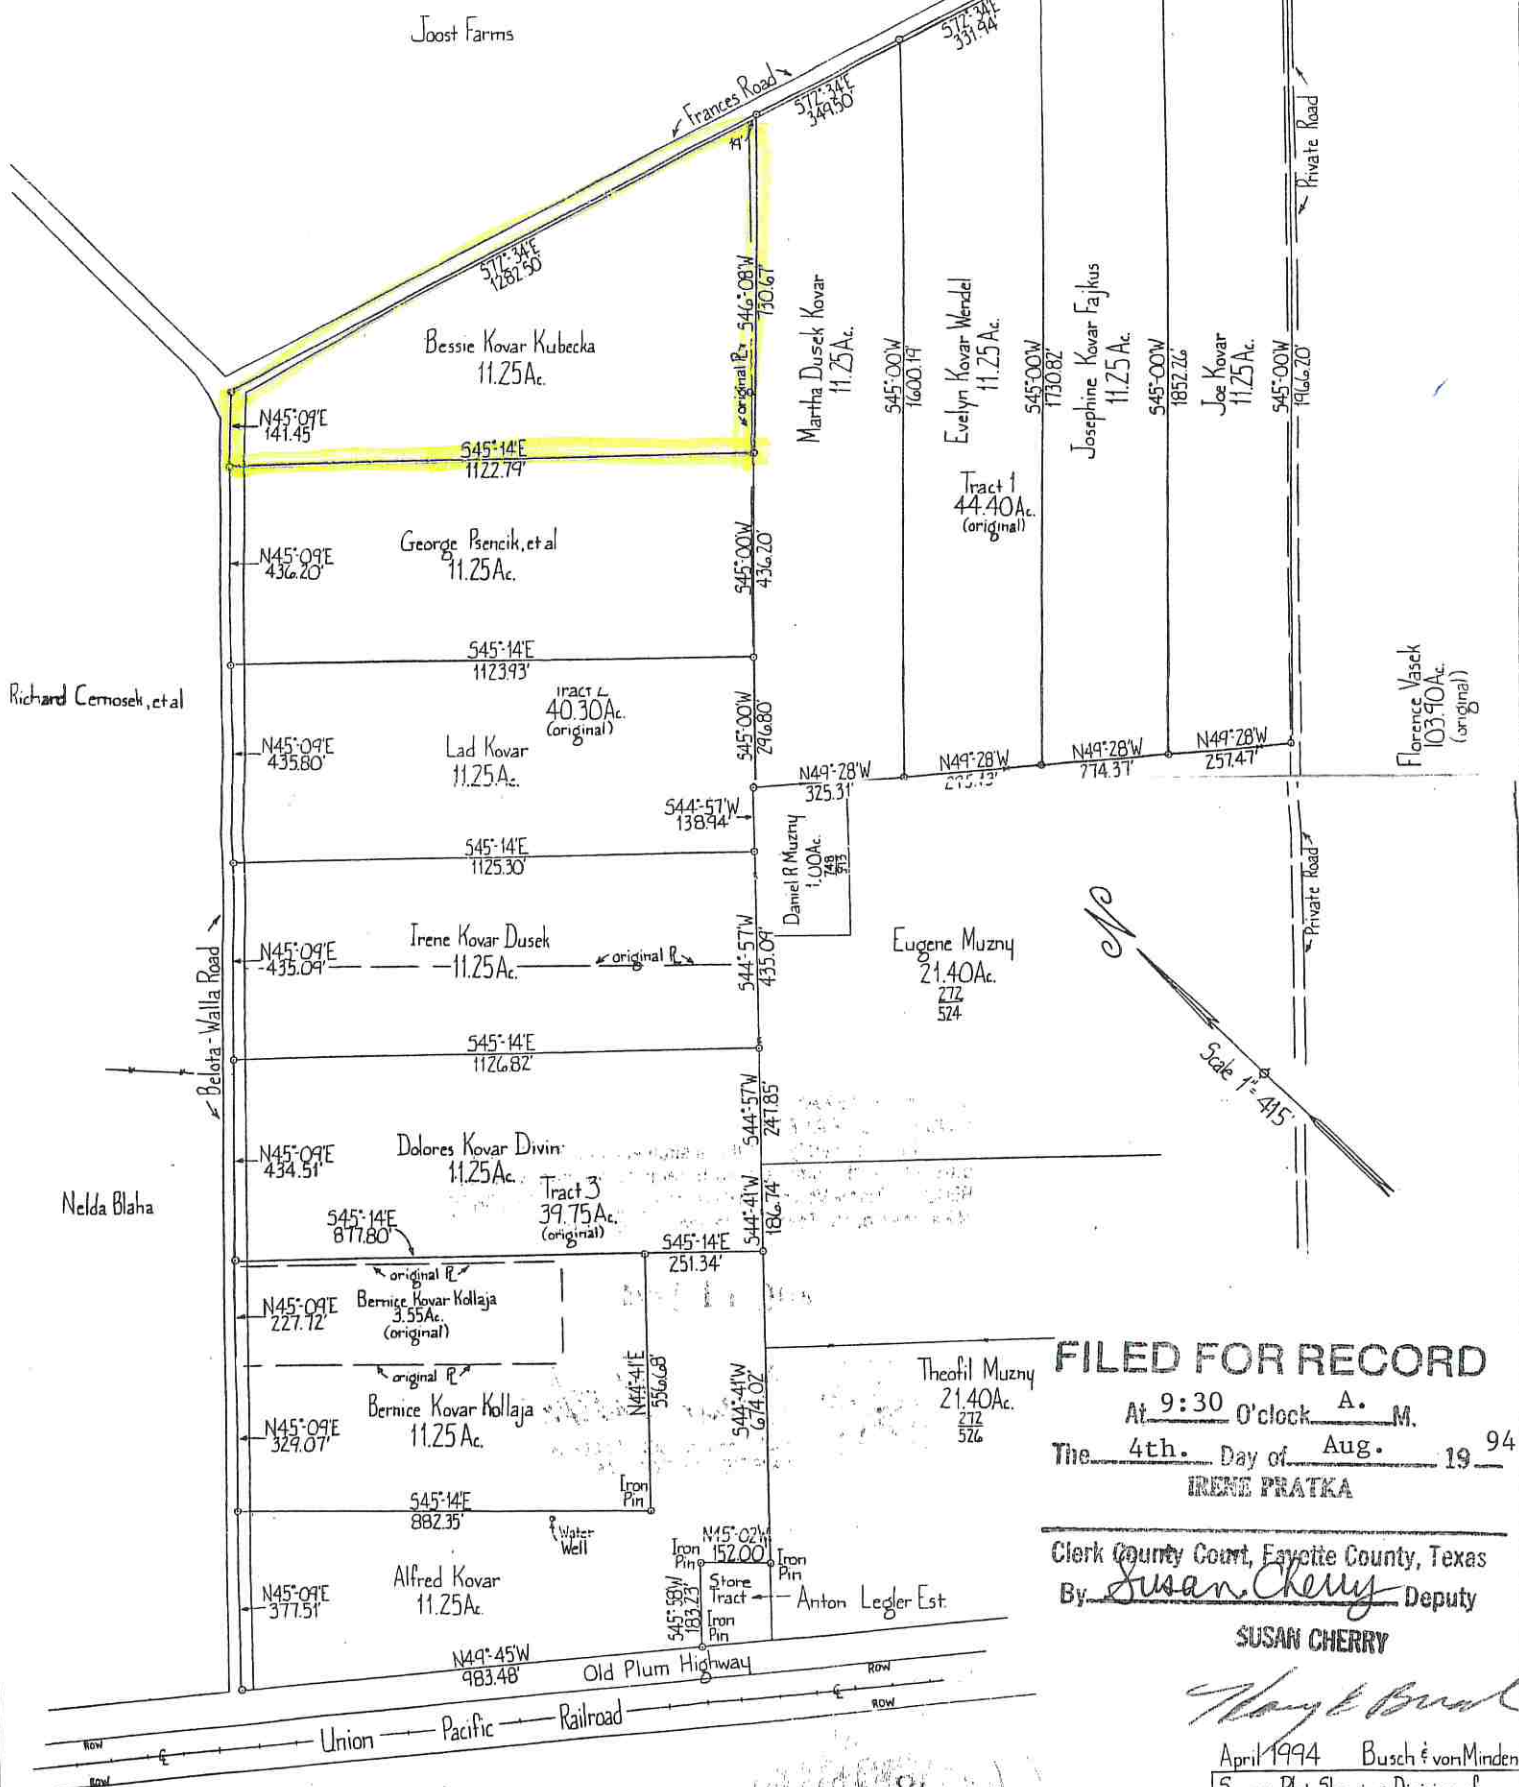 Joost Farms
Frances Road
S72°-34'E
331.94'
S72°-34'E
349.50'
19'
S72°-34'E
1282.50'
Private Road
Bessie Kovar Kubecka
11.25Ac.
original PL
S46°-08'W
730.67'
N45°-09'E
141.45'
S45°-14'E
1122.79'
Martha Dusek Kovar
11.25Ac.
S45°-00'W
1600.19'
Evelyn Kovar Wendel
11.25Ac.
S45°-00'W
1730.82'
Josephine Kovar Fajkus
11.25Ac.
S45°-00'W
1852.26'
Joe Kovar
11.25Ac.
S45°-00'W
1966.20'
Tract 1
44.40Ac.
(original)
George Psencik, et al
11.25Ac.
N45°-09'E
436.20'
S45°-00'W
436.20'
S45°-14'E
1123.93'
Richard Cernosek, et al
Tract 2
40.30Ac.
(original)
N45°-09'E
435.80'
Lad Kovar
11.25Ac.
S45°-00'W
296.80'
Florence Vasek
103.90Ac.
(original)
N49°-28'W
325.31'
N49°-28'W
N49°-28'W
274.37'
N49°-28'W
257.47'
S44°-57'W
138.94'
S45°-14'E
1125.30'
Daniel R Muzny
1.00Ac.
748
913
Private Road
N
Scale 1"=415'
Belota-Walla Road
N45°-09'E
435.09'
Irene Kovar Dusek
11.25Ac.
original PL
S44°-57'W
435.09'
Eugene Muzny
21.40Ac.
272
524
S45°-14'E
1126.82'
S44°-57'W
247.85'
N45°-09'E
434.51'
Dolores Kovar Divin
11.25Ac.
Nelda Blaha
Tract 3
39.75Ac.
(original)
S44°-41'W
186.74'
S45°-14'E
877.80'
S45°-14'E
251.34'
original PL
N45°-09'E
227.72'
Bernice Kovar Kollaja
3.55Ac.
(original)
original PL
N44°-41'E
556.68'
S44°-41'W
674.02'
Theofil Muzny
21.40Ac.
272
526
N45°-09'E
329.07'
Bernice Kovar Kollaja
11.25Ac.
Iron
Pin
S45°-14'E
882.35'
Water
Well
Iron
Pin
N45°-02'W
152.00'
Iron
Pin
N45°-09'E
377.51'
Alfred Kovar
11.25Ac.
S45°-58'W
183.23'
Store
Tract
Iron
Pin
Anton Legler Est.
N49°-45'W
983.48'
Old Plum Highway
ROW
ROW
Union Pacific Railroad
ROW
ROW
FILED FOR RECORD
At 9:30 O'clock A. M.
The 4th. Day of Aug. 19 94
IRENE PRATKA
Clerk County Court, Fayette County, Texas
By Susan Cherry Deputy
SUSAN CHERRY
April 1994 Busch & vonMinden